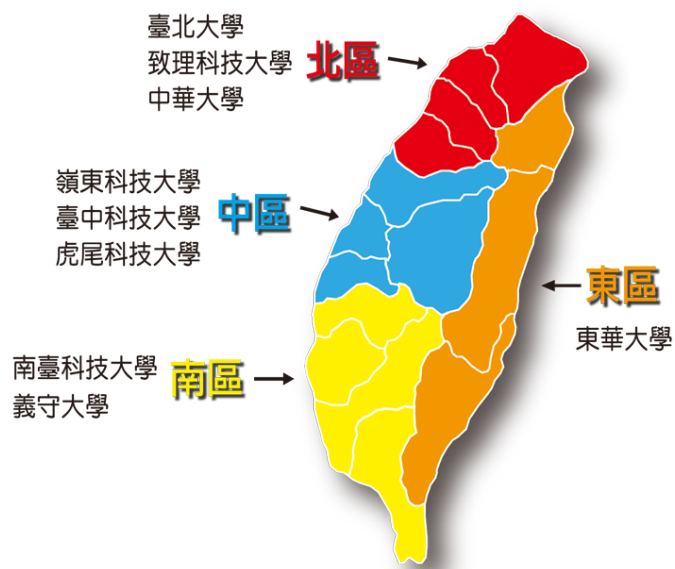 臺北大學
致理科技大學
中華大學
北區
嶺東科技大學
臺中科技大學
虎尾科技大學
中區
東區
東華大學
南臺科技大學
義守大學
南區